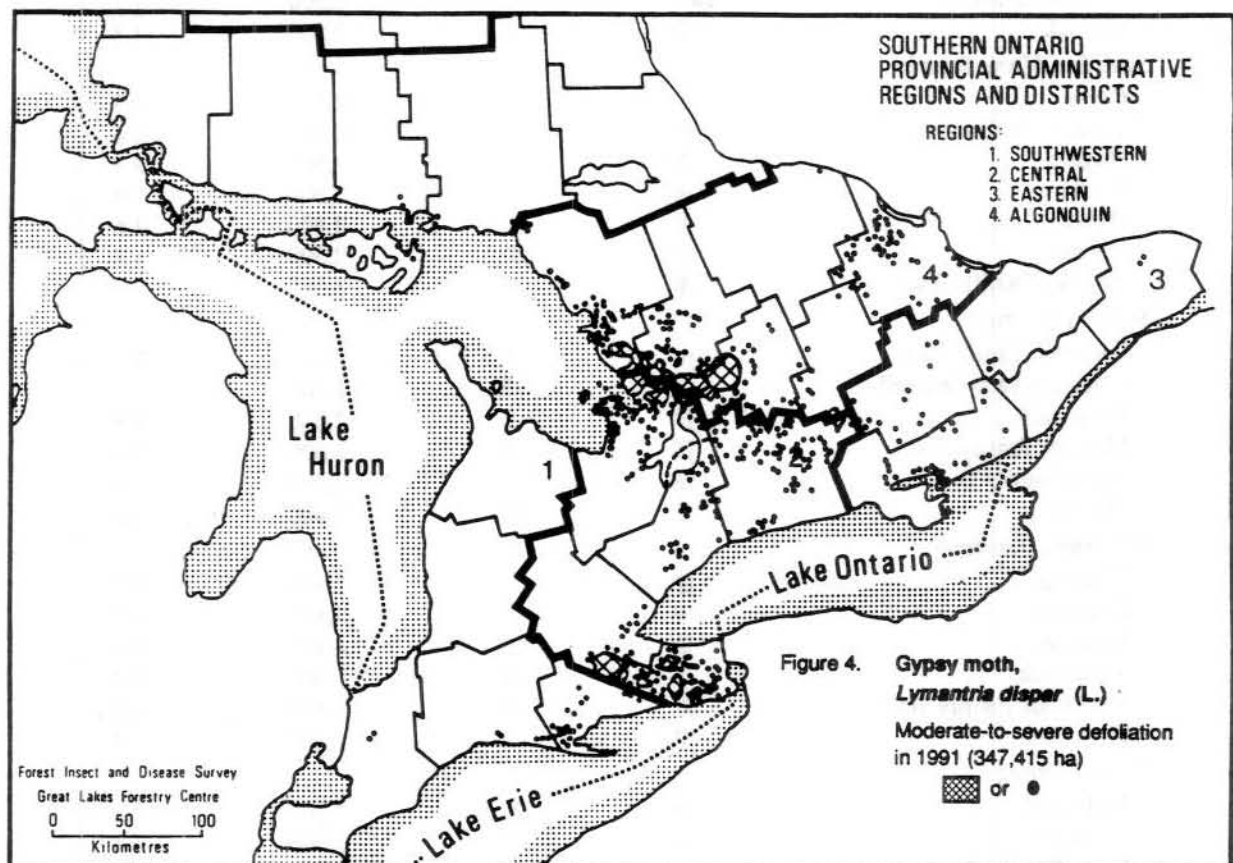 SOUTHERN ONTARIO
PROVINCIAL ADMINISTRATIVE
REGIONS AND DISTRICTS
REGIONS:
1. SOUTHWESTERN
2. CENTRAL
3. EASTERN
4. ALGONQUIN
4
3
Lake
Huron
1
2
Lake Ontario
Figure 4. Gypsy moth,
Lymantria dispar (L.)
Moderate-to-severe defoliation
in 1991 (347,415 ha)
or
Forest Insect and Disease Survey
Great Lakes Forestry Centre
0 50 100
Kilometres
Lake Erie